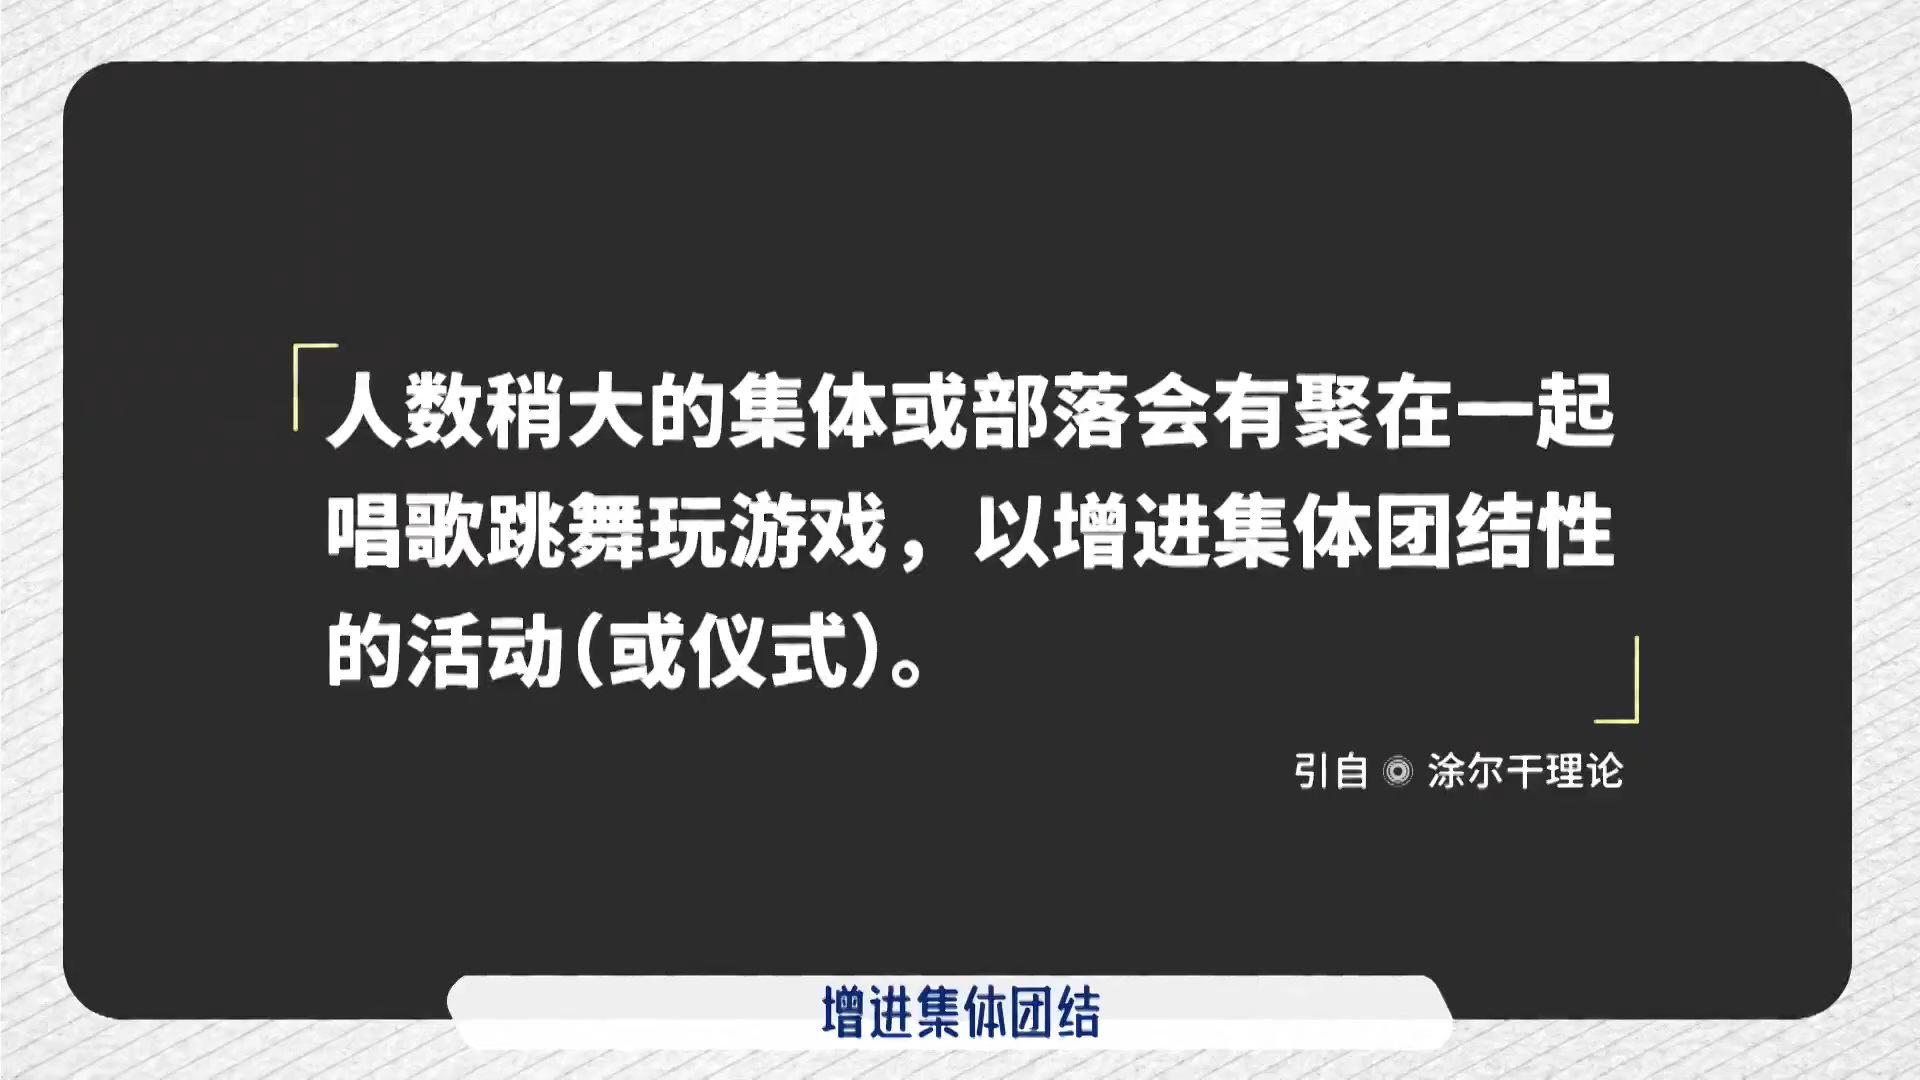 人数稍大的集体或部落会有聚在一起
唱歌跳舞玩游戏，以增进集体团结性
的活动（或仪式）。
引自 ◎ 涂尔干理论
增进集体团结